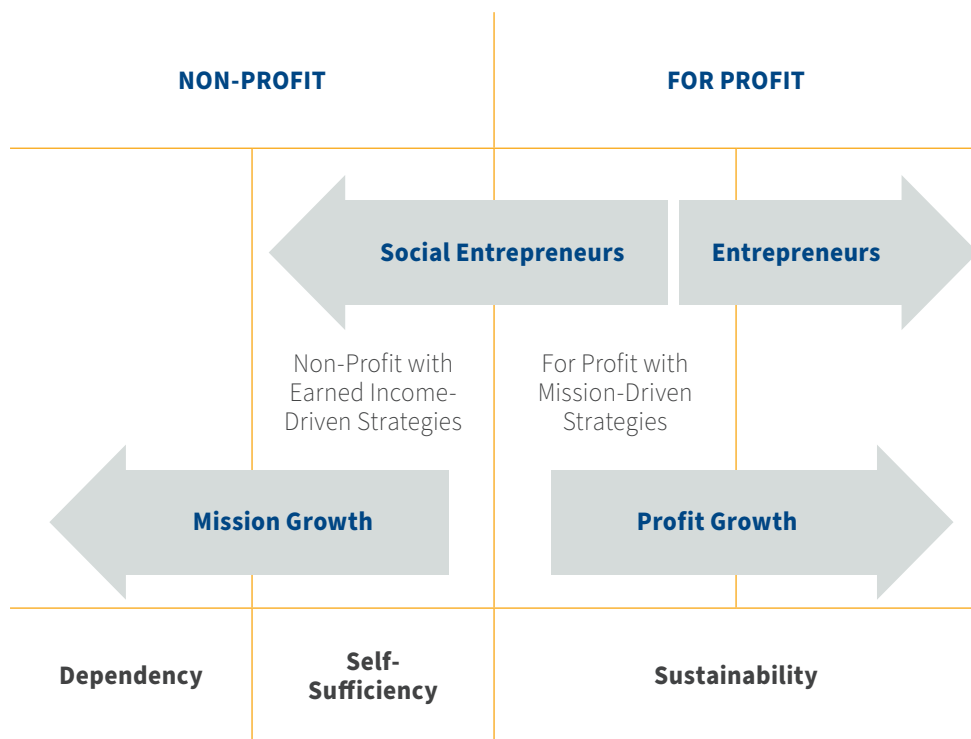 NON-PROFIT
FOR PROFIT
Social Entrepreneurs
Entrepreneurs
Non-Profit with
Earned Income-
Driven Strategies
For Profit with
Mission-Driven
Strategies
Mission Growth
Profit Growth
Dependency
Self-
Sufficiency
Sustainability